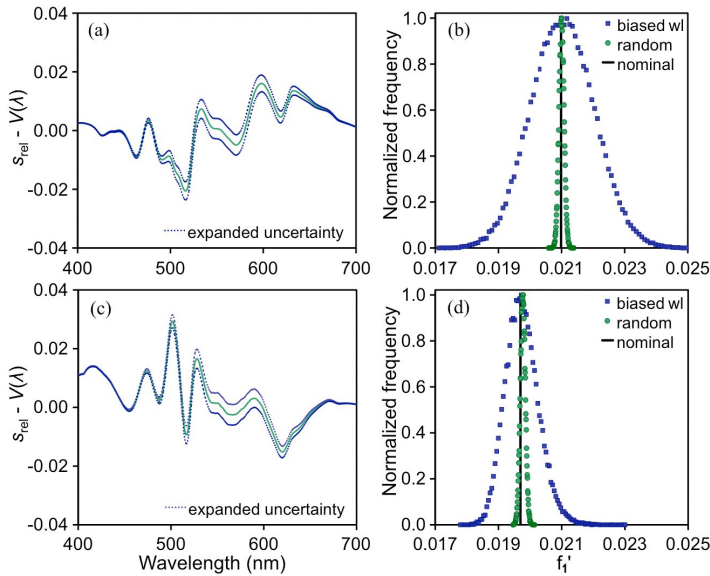 (a)
0.04
0.02
0.00
-0.02
-0.04
s_rel - V(λ)
expanded uncertainty
400 500 600 700
(b)
1.0
0.8
0.6
0.4
0.2
0.0
Normalized frequency
biased wl
random
nominal
0.017 0.019 0.021 0.023 0.025
(c)
0.04
0.02
0.00
-0.02
-0.04
s_rel - V(λ)
expanded uncertainty
400 500 600 700
Wavelength (nm)
(d)
1.0
0.8
0.6
0.4
0.2
0.0
Normalized frequency
biased wl
random
nominal
0.017 0.019 0.021 0.023 0.025
f₁'